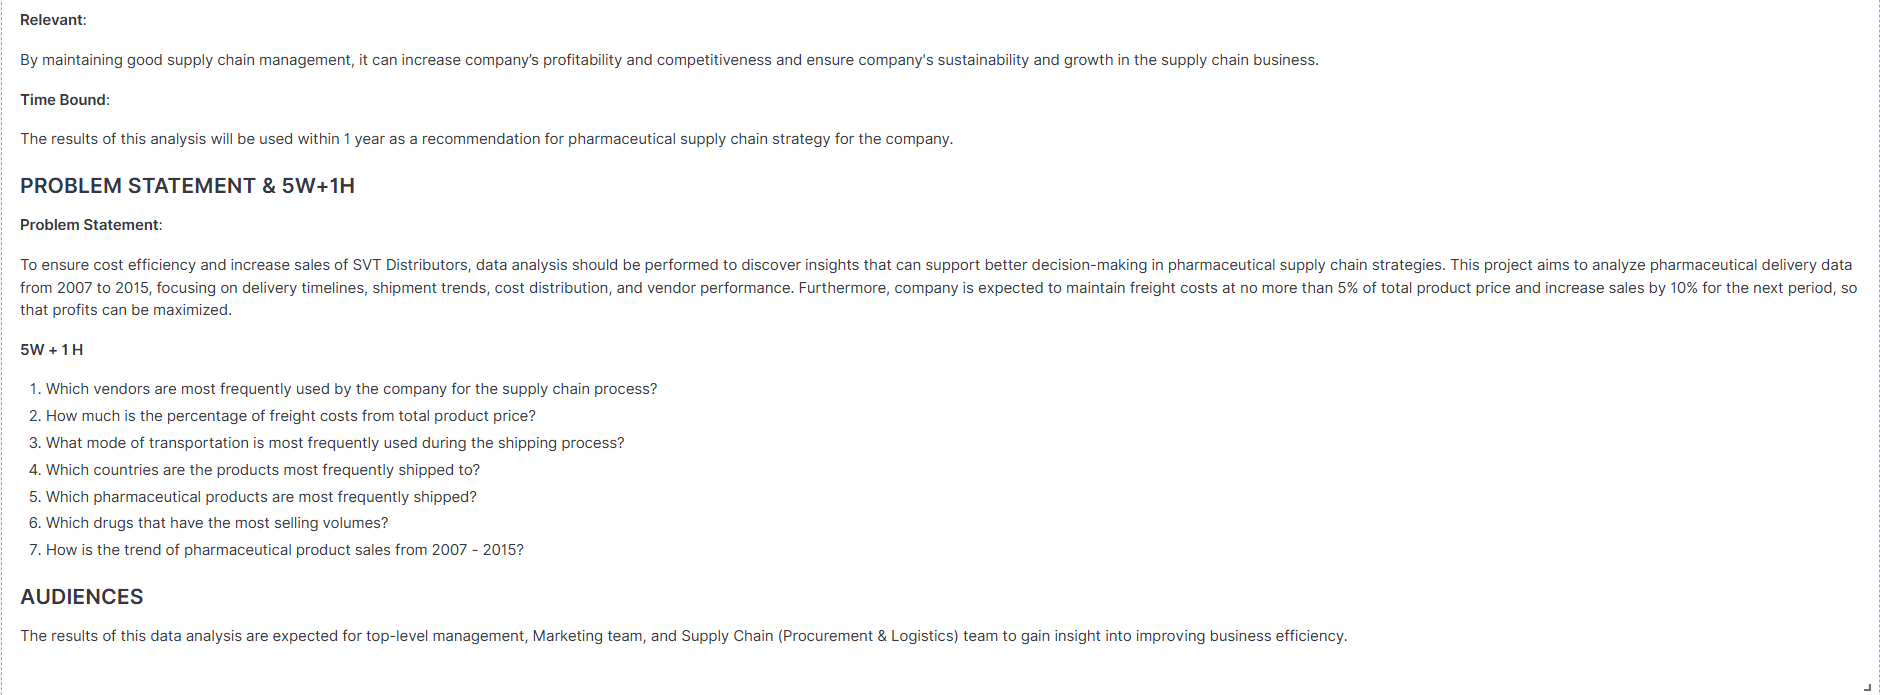 Relevant:
By maintaining good supply chain management, it can increase company’s profitability and competitiveness and ensure company's sustainability and growth in the supply chain business.
Time Bound:
The results of this analysis will be used within 1 year as a recommendation for pharmaceutical supply chain strategy for the company.
PROBLEM STATEMENT & 5W+1H
Problem Statement:
To ensure cost efficiency and increase sales of SVT Distributors, data analysis should be performed to discover insights that can support better decision-making in pharmaceutical supply chain strategies. This project aims to analyze pharmaceutical delivery data
from 2007 to 2015, focusing on delivery timelines, shipment trends, cost distribution, and vendor performance. Furthermore, company is expected to maintain freight costs at no more than 5% of total product price and increase sales by 10% for the next period, so
that profits can be maximized.
5W + 1 H
1. Which vendors are most frequently used by the company for the supply chain process?
2. How much is the percentage of freight costs from total product price?
3. What mode of transportation is most frequently used during the shipping process?
4. Which countries are the products most frequently shipped to?
5. Which pharmaceutical products are most frequently shipped?
6. Which drugs that have the most selling volumes?
7. How is the trend of pharmaceutical product sales from 2007 - 2015?
AUDIENCES
The results of this data analysis are expected for top-level management, Marketing team, and Supply Chain (Procurement & Logistics) team to gain insight into improving business efficiency.